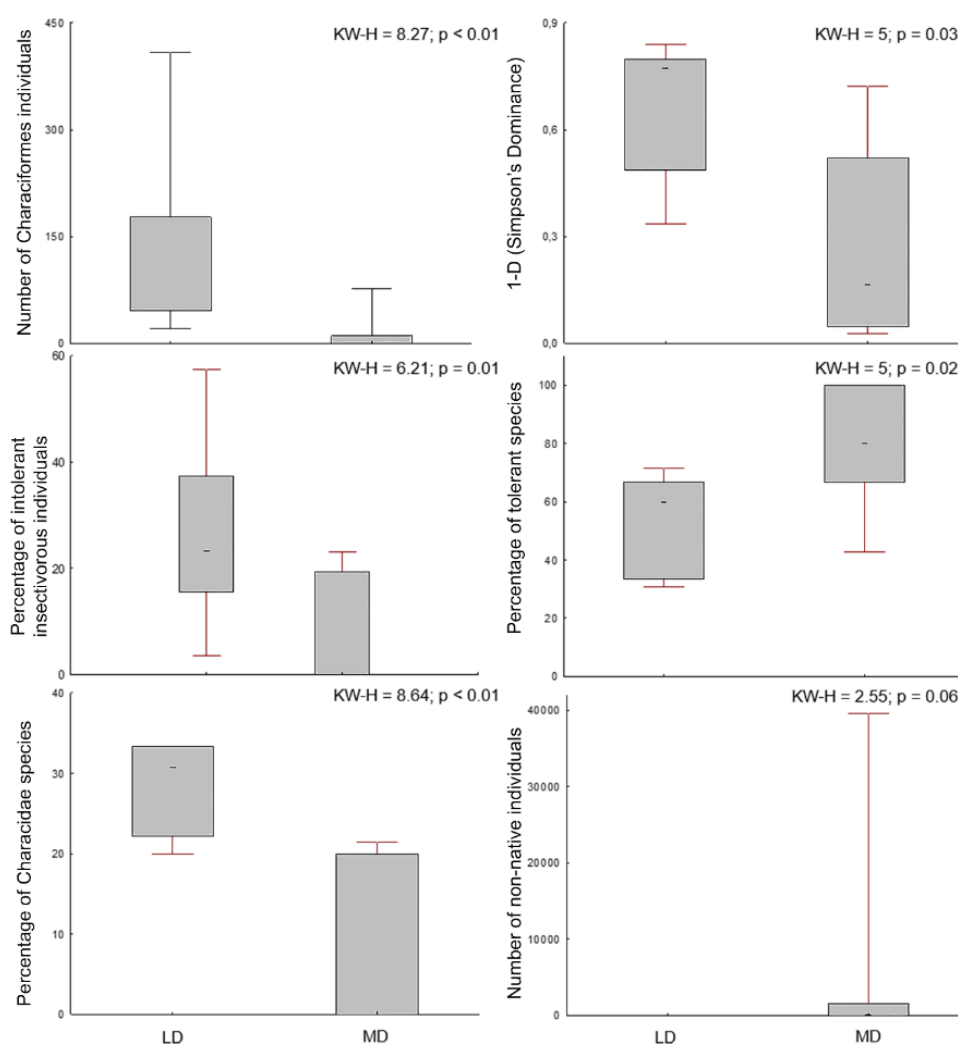 450
300
150
0
Number of Characiformes individuals
KW-H = 8.27; p < 0.01
0,9
0,6
0,3
0,0
1-D (Simpson's Dominance)
KW-H = 5; p = 0.03
60
40
20
0
Percentage of intolerant
insectivorous individuals
KW-H = 6.21; p = 0.01
100
80
60
40
20
0
Percentage of tolerant species
KW-H = 5; p = 0.02
40
30
20
10
0
Percentage of Characidae species
KW-H = 8.64; p < 0.01
LD
MD
40000
30000
20000
10000
0
Number of non-native individuals
KW-H = 2.55; p = 0.06
LD
MD